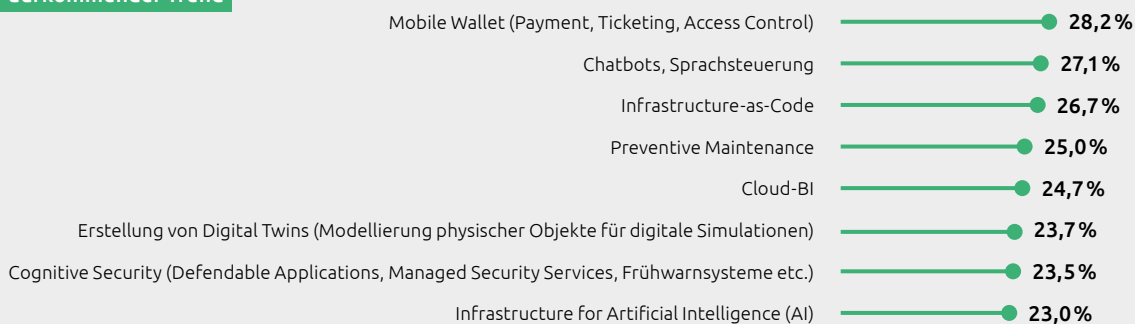 Mobile Wallet (Payment, Ticketing, Access Control) 28,2%
Chatbots, Sprachsteuerung 27,1%
Infrastructure-as-Code 26,7%
Preventive Maintenance 25,0%
Cloud-BI 24,7%
Erstellung von Digital Twins (Modellierung physischer Objekte für digitale Simulationen) 23,7%
Cognitive Security (Defendable Applications, Managed Security Services, Frühwarnsysteme etc.) 23,5%
Infrastructure for Artificial Intelligence (AI) 23,0%